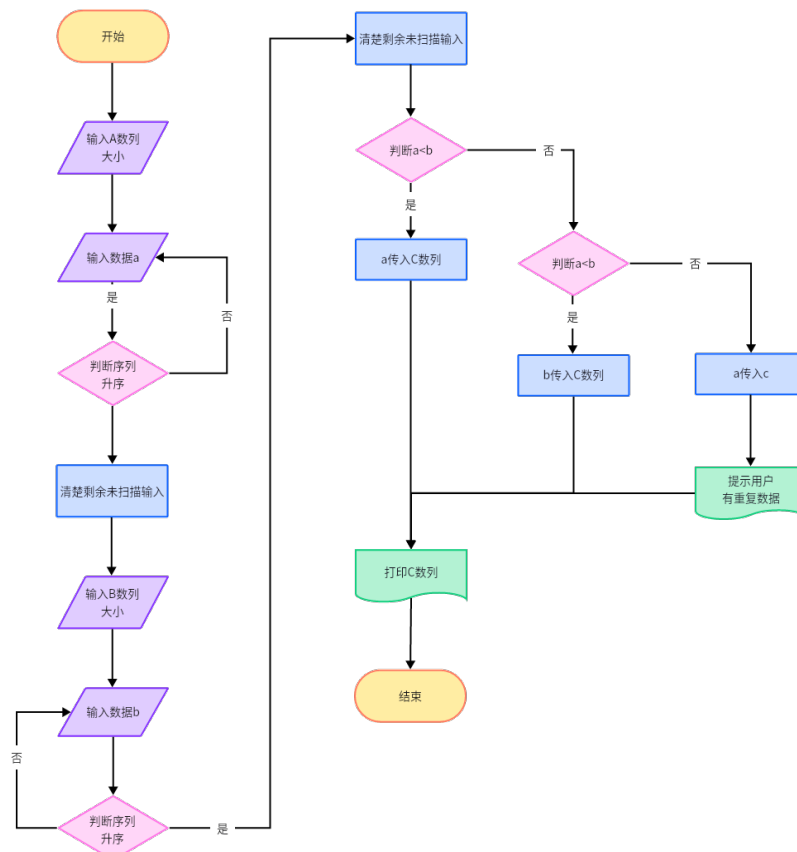 开始
输入A数列
大小
输入数据a
是
否
判断序列
升序
清楚剩余未扫描输入
输入B数列
大小
输入数据b
否
判断序列
升序
是
清楚剩余未扫描输入
判断a<b
否
是
a传入C数列
判断a<b
否
是
b传入C数列
a传入c
提示用户
有重复数据
打印C数列
结束